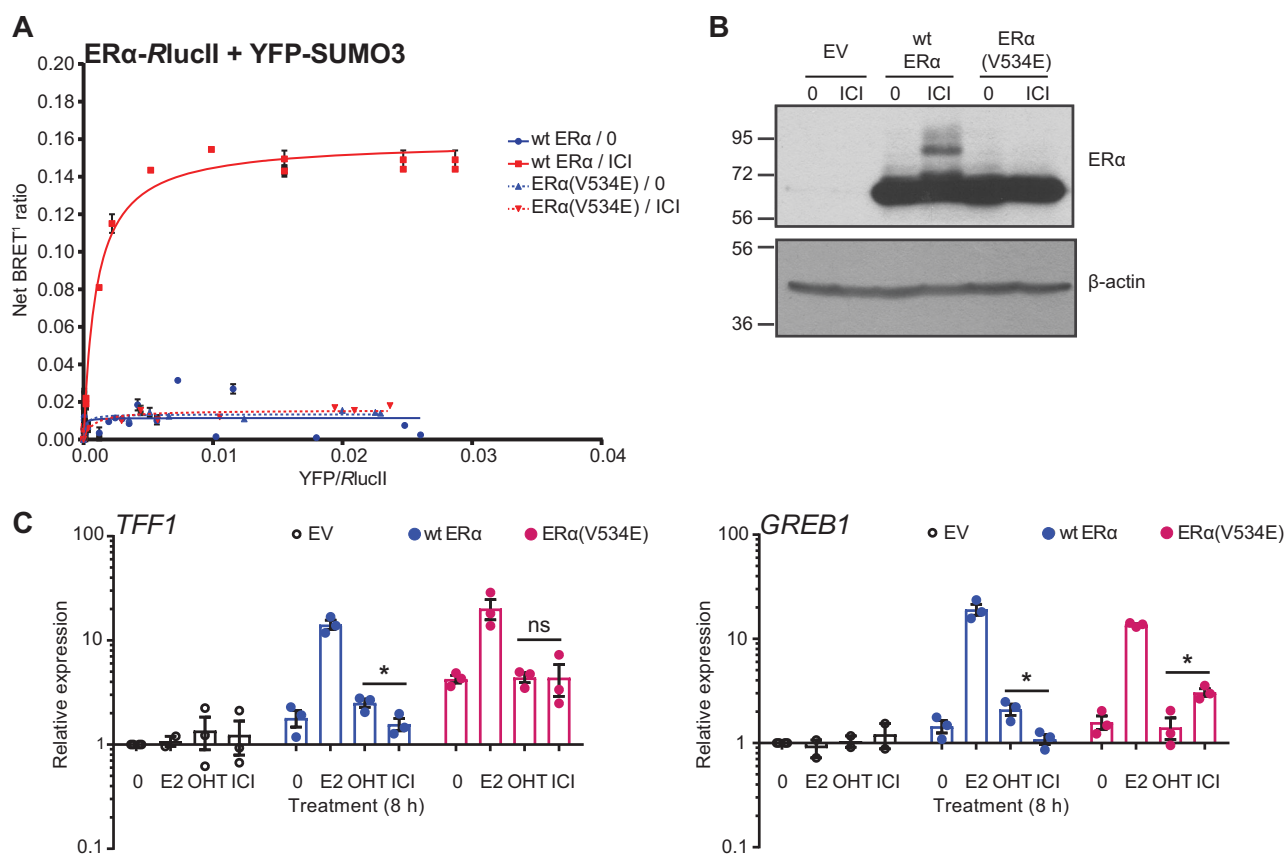 A
ERα-RlucII + YFP-SUMO3
0.20
0.18
0.16
0.14
0.12
0.10
0.08
0.06
0.04
0.02
0.00
Net BRET¹ ratio
0.00 0.01 0.02 0.03 0.04
YFP/RlucII
wt ERα / 0
wt ERα / ICI
ERα(V534E) / 0
ERα(V534E) / ICI
B
EV
wt
ERα
ERα
(V534E)
0 ICI 0 ICI 0 ICI
95
72
56
ERα
56
36
β-actin
C
TFF1
EV
wt ERα
ERα(V534E)
100
10
1
0.1
Relative expression
*
ns
0 E2 OHT ICI 0 E2 OHT ICI 0 E2 OHT ICI
Treatment (8 h)
GREB1
EV
wt ERα
ERα(V534E)
100
10
1
0.1
Relative expression
*
*
0 E2 OHT ICI 0 E2 OHT ICI 0 E2 OHT ICI
Treatment (8 h)